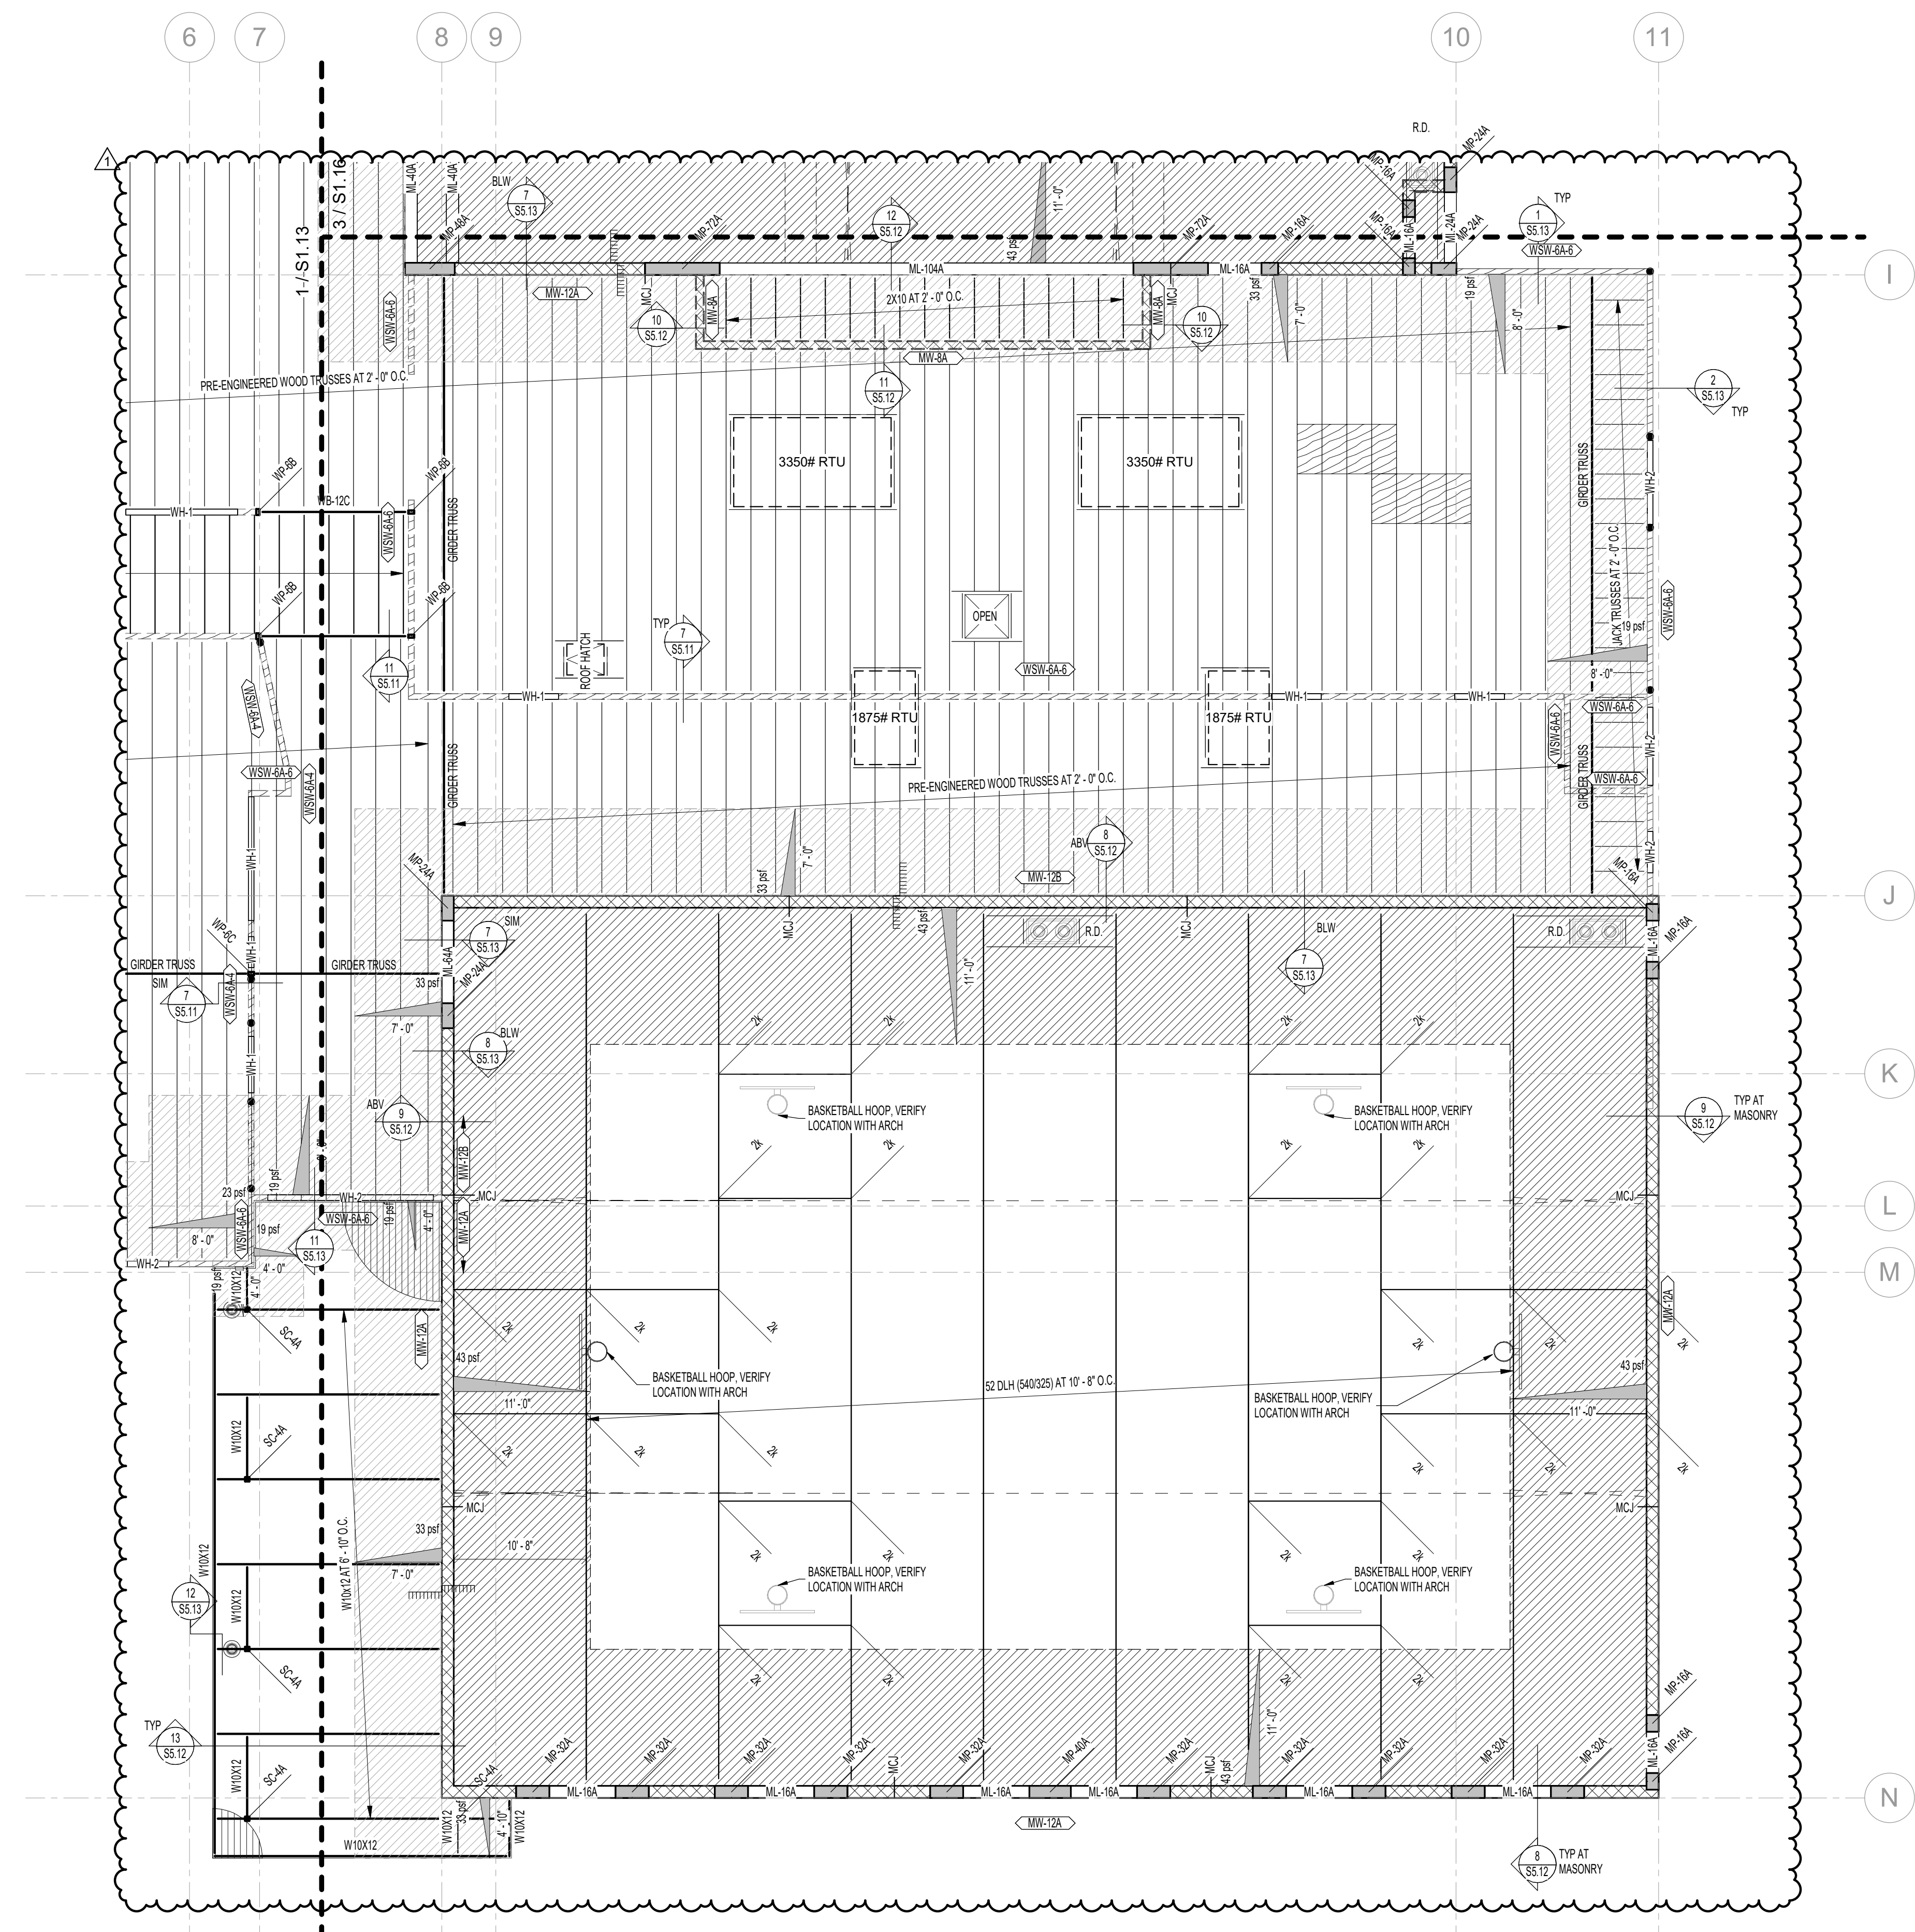 6
7
8
9
10
11
1
1 / S1.13
3 / S1.16
ML-40A
ML-40A
BLW
7
S5.13
MP-48A
MP-72A
12
S5.12
11' - 0"
43 psf
MP-72A
MP-16A
R.D.
MP-16A
MP-24A
MP-16A
ML-16A
ML-24A
MP-24A
1
S5.13
TYP
WSW-6A-6
I
ML-104A
ML-16A
WSW-6A-6
MW-12A
MCJ
MW-8A
2X10 AT 2' - 0" O.C.
MW-8A
MCJ
10
S5.12
10
S5.12
33 psf
7' - 0"
19 psf
8' - 0"
MW-8A
PRE-ENGINEERED WOOD TRUSSES AT 2' - 0" O.C.
11
S5.12
2
S5.13
TYP
3350# RTU
3350# RTU
WP-6B
WB-12C
WP-6B
WH-1
WSW-6A-6
GIRDER TRUSS
GIRDER TRUSS
WH-2
JACK TRUSSES AT 2' - 0" O.C.
WP-6B
WP-6B
TYP
7
S5.11
ROOF HATCH
OPEN
19 psf
WSW-6A-6
11
S5.11
WSW-6A-4
WH-1
WSW-6A-6
WH-1
WH-1
8' - 0"
1875# RTU
1875# RTU
WSW-6A-6
WSW-6A-6
WH-2
WSW-6A-6
WSW-6A-4
GIRDER TRUSS
PRE-ENGINEERED WOOD TRUSSES AT 2' - 0" O.C.
GIRDER TRUSS
WSW-6A-6
WH-1
MP-24A
33 psf
7' - 0"
ABV
8
S5.12
MW-12B
WH-2
MP-16A
J
WP-6C
WH-1
7
S5.13
SIM
ML-64A
MP-24A
MCJ
43 psf
11' - 0"
R.D.
MCJ
BLW
7
S5.13
R.D.
ML-16A
MP-16A
GIRDER TRUSS
GIRDER TRUSS
SIM
7
S5.11
WSW-6A-4
33 psf
7' - 0"
BLW
8
S5.13
WH-1
2k
2k
2k
2k
K
ABV
9
S5.12
BASKETBALL HOOP, VERIFY
LOCATION WITH ARCH
BASKETBALL HOOP, VERIFY
LOCATION WITH ARCH
9
S5.12
TYP AT
MASONRY
MW-12B
2k
2k
2k
2k
23 psf
19 psf
WH-2
MCJ
MCJ
L
WSW-6A-6
19 psf
WSW-6A-6
19 psf
4' - 0"
MW-12A
8' - 0"
11
S5.13
WH-2
4' - 0"
M
19 psf
W10X12
4' - 0"
SC-4A
MW-12A
MW-12A
2k
2k
2k
2k
2k
2k
43 psf
BASKETBALL HOOP, VERIFY
LOCATION WITH ARCH
11' - 0"
52 DLH (540/325) AT 10' - 8" O.C.
BASKETBALL HOOP, VERIFY
LOCATION WITH ARCH
43 psf
11' - 0"
W10X12
SC-4A
2k
2k
2k
2k
2k
2k
MCJ
MCJ
W10X12
W10x12 AT 6' - 10" O.C.
33 psf
7' - 0"
10' - 8"
2k
2k
2k
2k
12
S5.13
W10X12
BASKETBALL HOOP, VERIFY
LOCATION WITH ARCH
BASKETBALL HOOP, VERIFY
LOCATION WITH ARCH
SC-4A
2k
2k
2k
2k
TYP
13
S5.12
W10X12
SC-4A
SC-4A
MP-32A
MP-32A
MP-32A
MP-32A
MCJ
MP-32A
MP-40A
MP-32A
MCJ
43 psf
11' - 0"
MP-32A
MP-32A
MP-32A
MP-32A
MP-16A
ML-16A
MP-16A
ML-16A
ML-16A
ML-16A
ML-16A
ML-16A
ML-16A
N
W10X12
W10X12
33 psf
4' - 10"
W10X12
MW-12A
8
S5.12
TYP AT
MASONRY